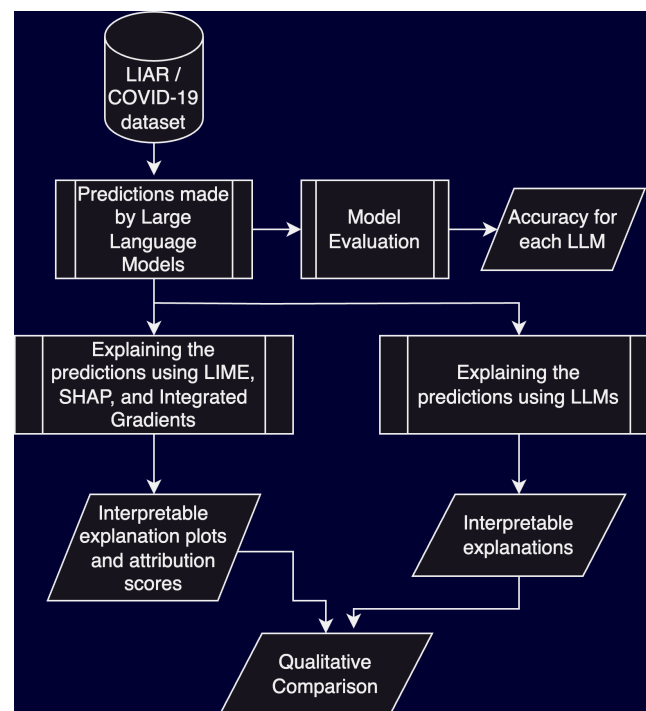 LIAR /
COVID-19
dataset
Predictions made
by Large
Language
Models
Model
Evaluation
Accuracy for
each LLM
Explaining the
predictions using LIME,
SHAP, and Integrated
Gradients
Explaining the
predictions using LLMs
Interpretable
explanation plots
and attribution
scores
Interpretable
explanations
Qualitative
Comparison